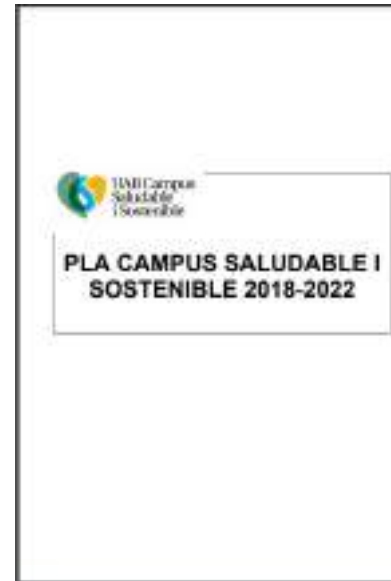 UAB Campus
Saludable
i Sostenible
PLA CAMPUS SALUDABLE I
SOSTENIBLE 2018-2022